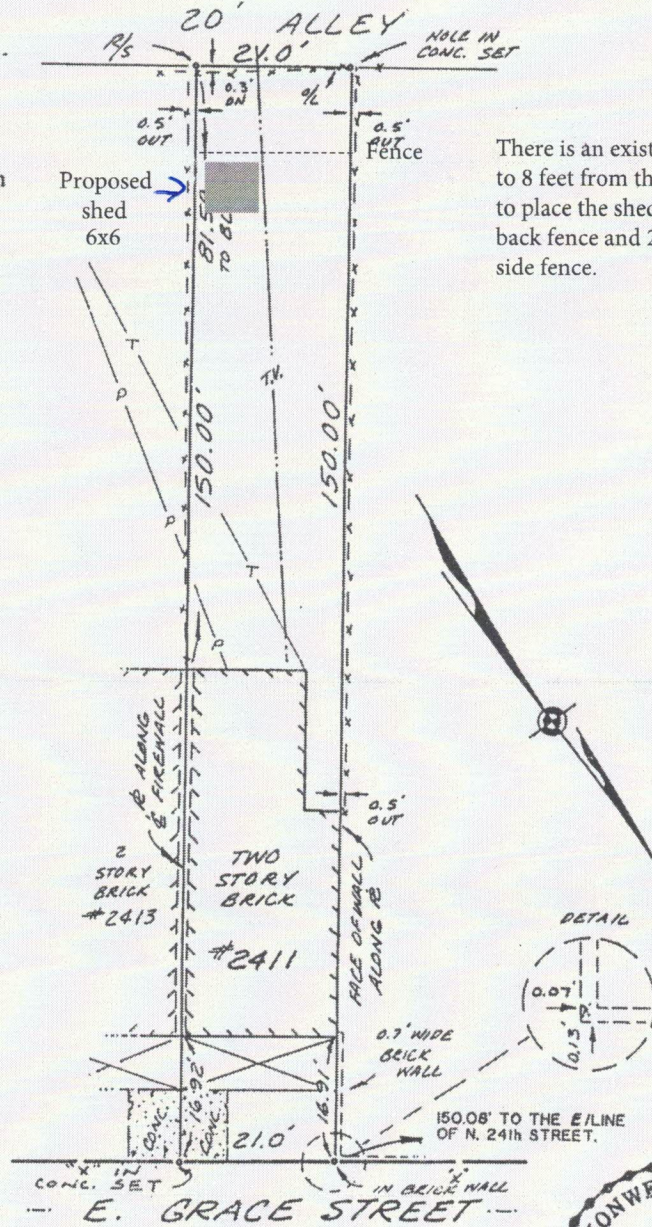 20' ALLEY
R/S
21.0'
HOLE IN
CONC. SET
0.3'
ON
O/L
0.5'
OUT
0.5'
OUT
Fence
There is an exist
to 8 feet from th
to place the shed
back fence and 2
side fence.
Proposed
shed
6x6
TO
T
P
T.V.
150.00'
150.00'
P
T
P
ALONG
FIREWALL
0.5'
OUT
2
STORY
BRICK
#2413
TWO
STORY
BRICK
#2411
FACE OF WALL
ALONG
DETAIL
0.07'
0.13'
0.7' WIDE
BRICK
WALL
16.92'
16.91'
CONC.
CONC.
21.0'
150.08' TO THE E/LINE
OF N. 24th STREET.
"X" IN
CONC. SET
"X"
IN BRICK WALL
E. GRACE STREET
ONWE